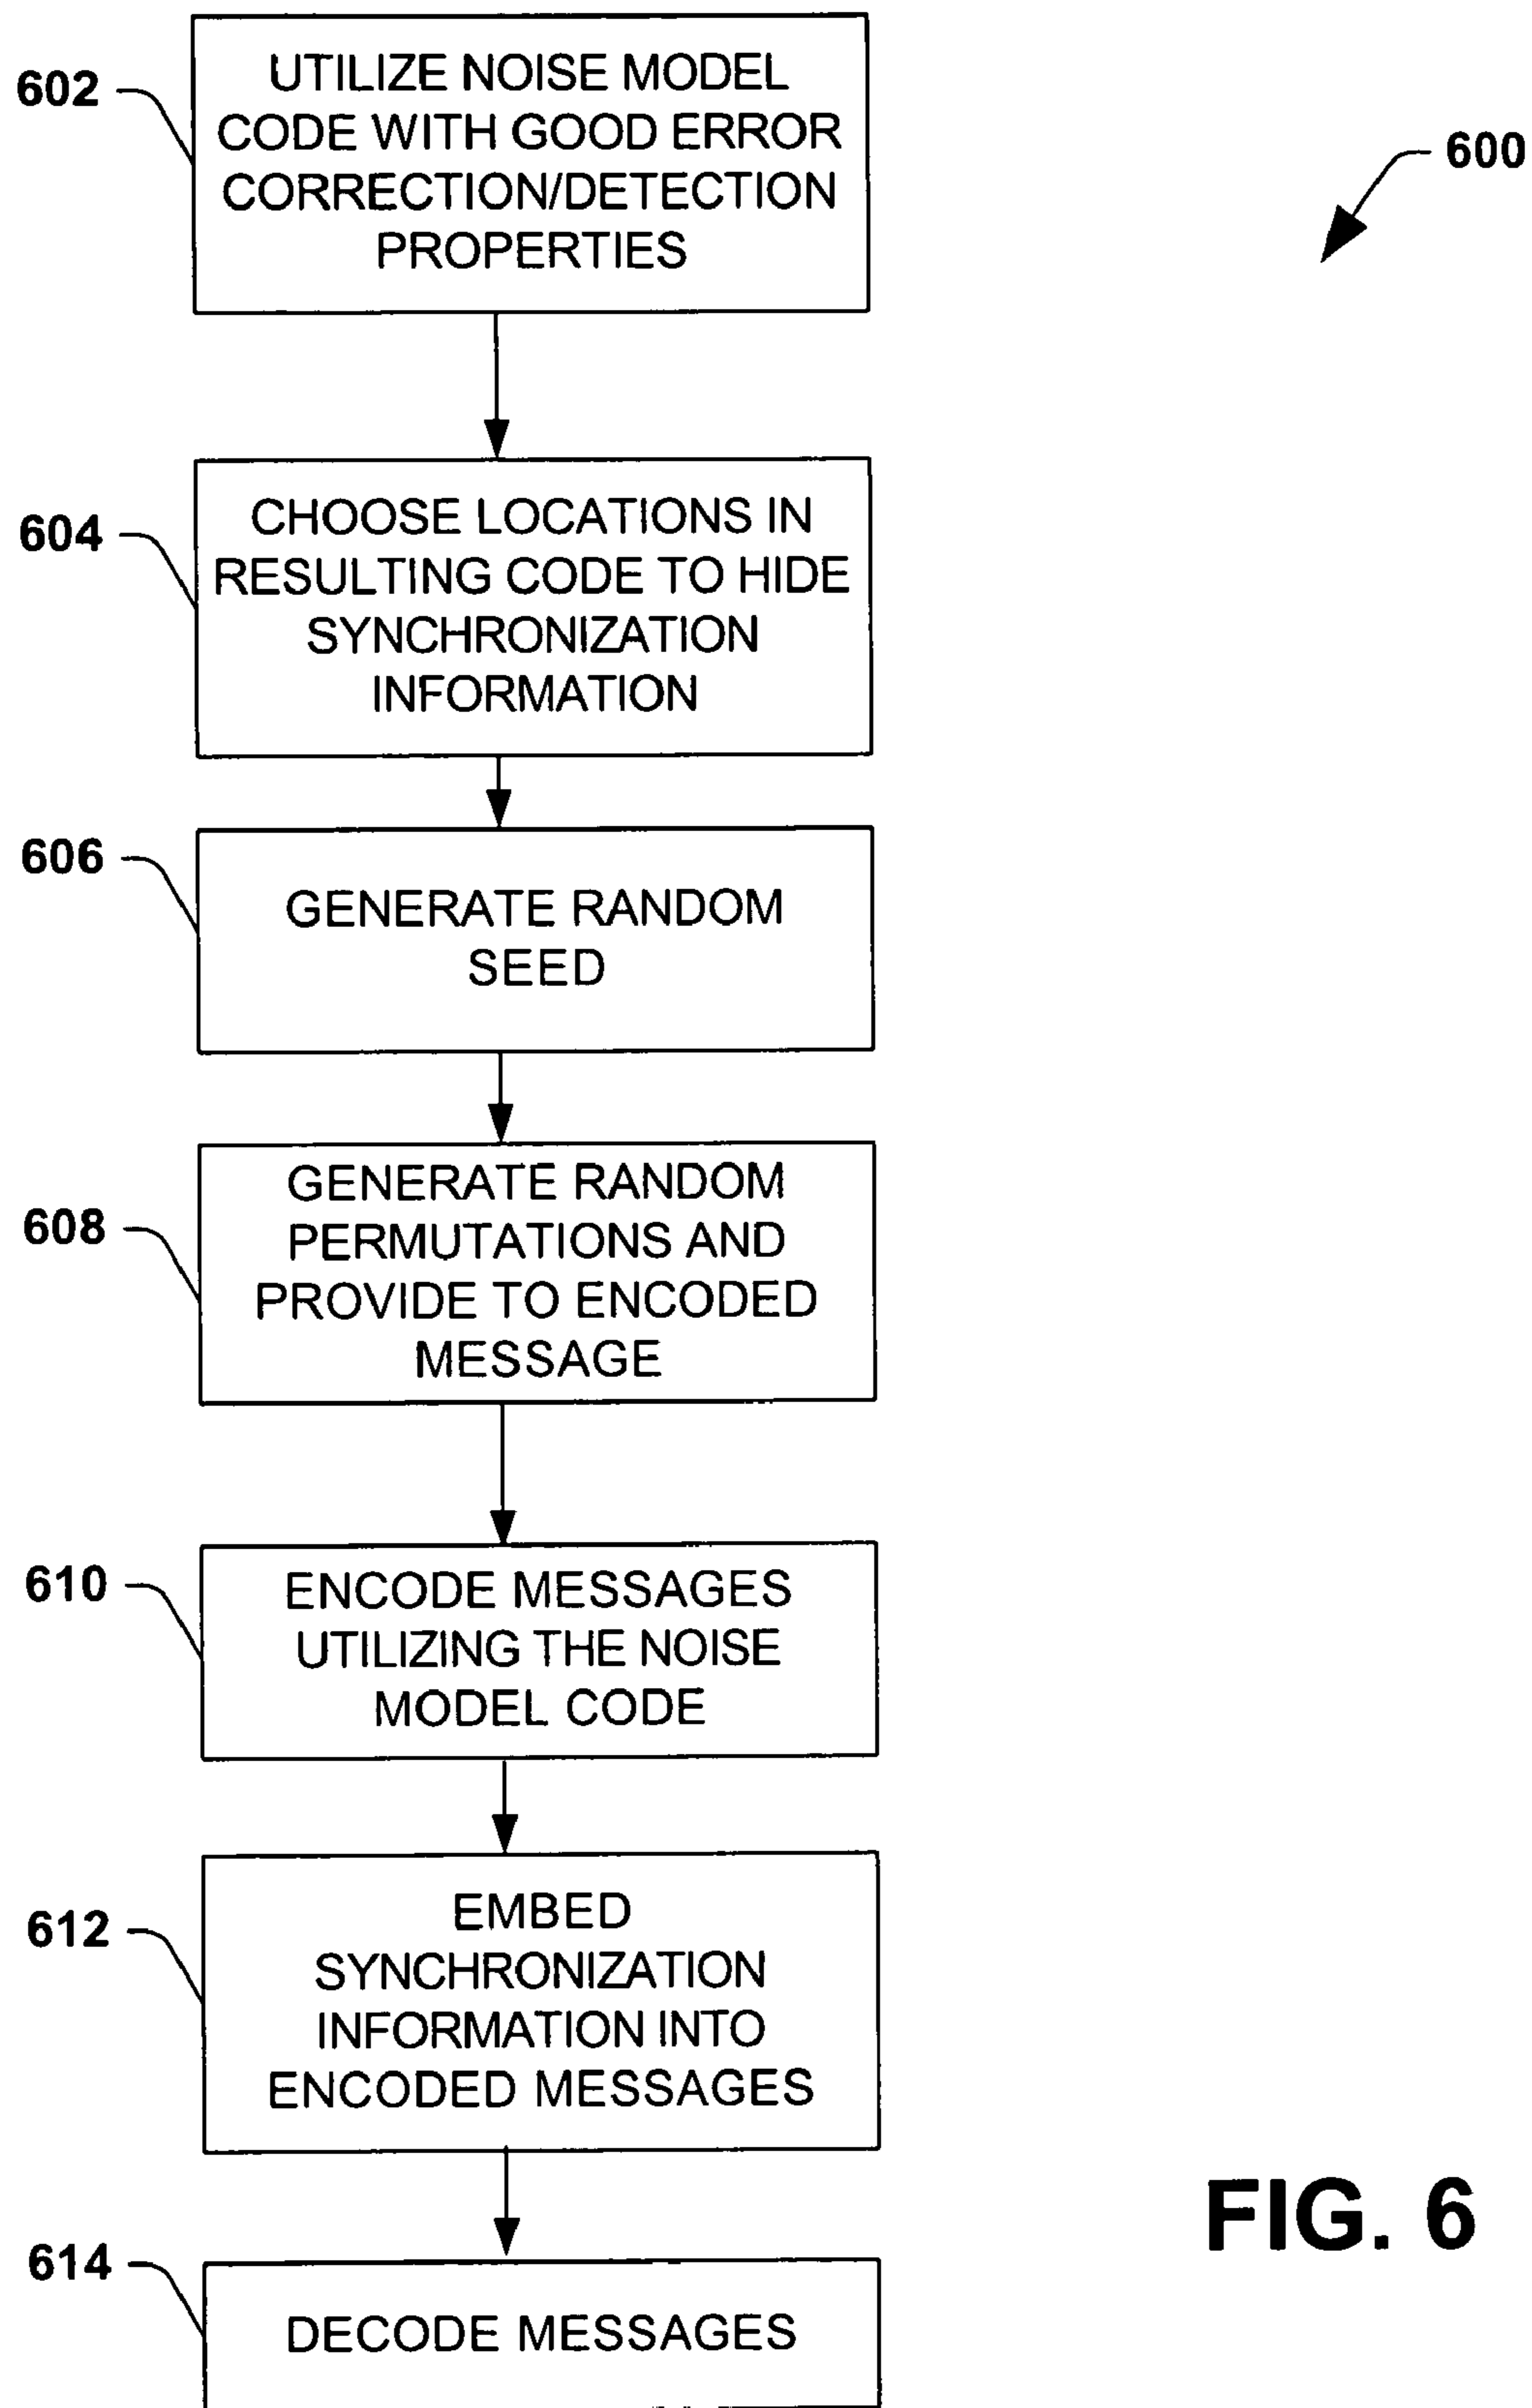 602
UTILIZE NOISE MODEL
CODE WITH GOOD ERROR
CORRECTION/DETECTION
PROPERTIES
600
604
CHOOSE LOCATIONS IN
RESULTING CODE TO HIDE
SYNCHRONIZATION
INFORMATION
606
GENERATE RANDOM
SEED
608
GENERATE RANDOM
PERMUTATIONS AND
PROVIDE TO ENCODED
MESSAGE
610
ENCODE MESSAGES
UTILIZING THE NOISE
MODEL CODE
612
EMBED
SYNCHRONIZATION
INFORMATION INTO
ENCODED MESSAGES
614
DECODE MESSAGES
FIG. 6